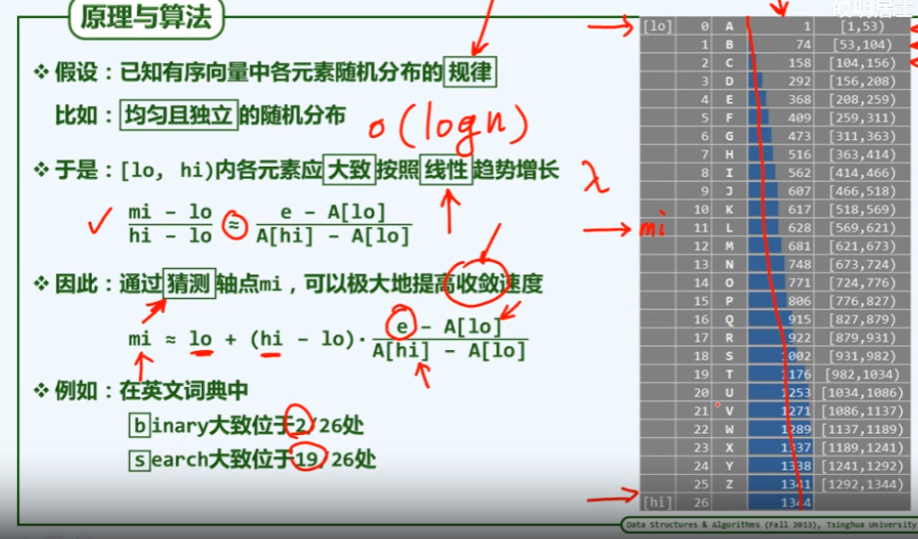 原理与算法
❖ 假设：已知有序向量中各元素随机分布的规律
比如：均匀且独立的随机分布
o(logn)
❖ 于是：[lo, hi)内各元素应大致按照线性趋势增长
λ
mi - lo / hi - lo ≈ e - A[lo] / A[hi] - A[lo]
❖ 因此：通过猜测轴点mi，可以极大地提高收敛速度
mi ≈ lo + (hi - lo)· e - A[lo] / A[hi] - A[lo]
❖ 例如：在英文词典中
binary大致位于2/26处
search大致位于19/26处
[lo] 0 A 1 [1,53)
1 B 74 [53,104)
2 C 158 [104,156)
3 D 292 [156,208)
4 E 368 [208,259)
5 F 409 [259,311)
6 G 473 [311,363)
7 H 516 [363,414)
8 I 562 [414,466)
9 J 607 [466,518)
10 K 617 [518,569)
mi 11 L 628 [569,621)
12 M 681 [621,673)
13 N 748 [673,724)
14 O 771 [724,776)
15 P 806 [776,827)
16 Q 915 [827,879)
17 R 922 [879,931)
18 S 1002 [931,982)
19 T 1176 [982,1034)
20 U 1253 [1034,1086)
21 V 1271 [1086,1137)
22 W 1289 [1137,1189)
23 X 1337 [1189,1241)
24 Y 1338 [1241,1292)
25 Z 1341 [1292,1344)
[hi] 26 1344
Data Structures & Algorithms (Fall 2013), Tsinghua University